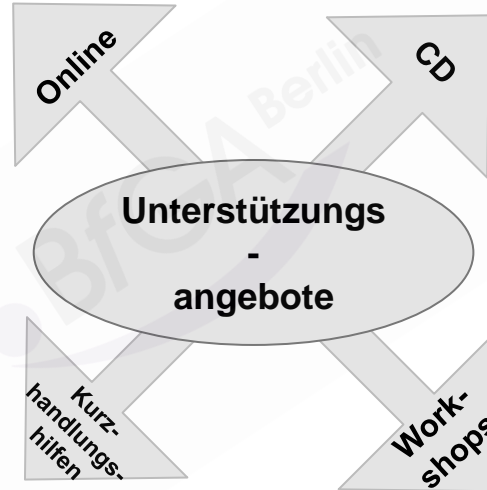 Online
CD
BfGA Berlin
Unterstützungs
-
angebote
Kurz-
handlungs-
hilfen
Work-
shops